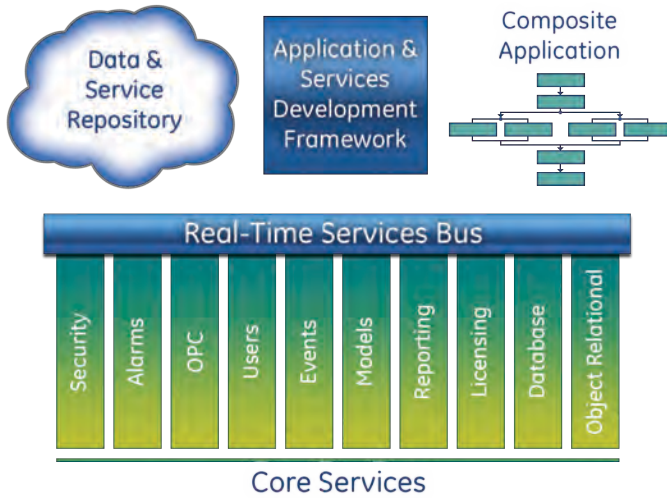 Data &
Service
Repository
Application &
Services
Development
Framework
Composite
Application
Real-Time Services Bus
Security
Alarms
OPC
Users
Events
Models
Reporting
Licensing
Database
Object Relational
Core Services